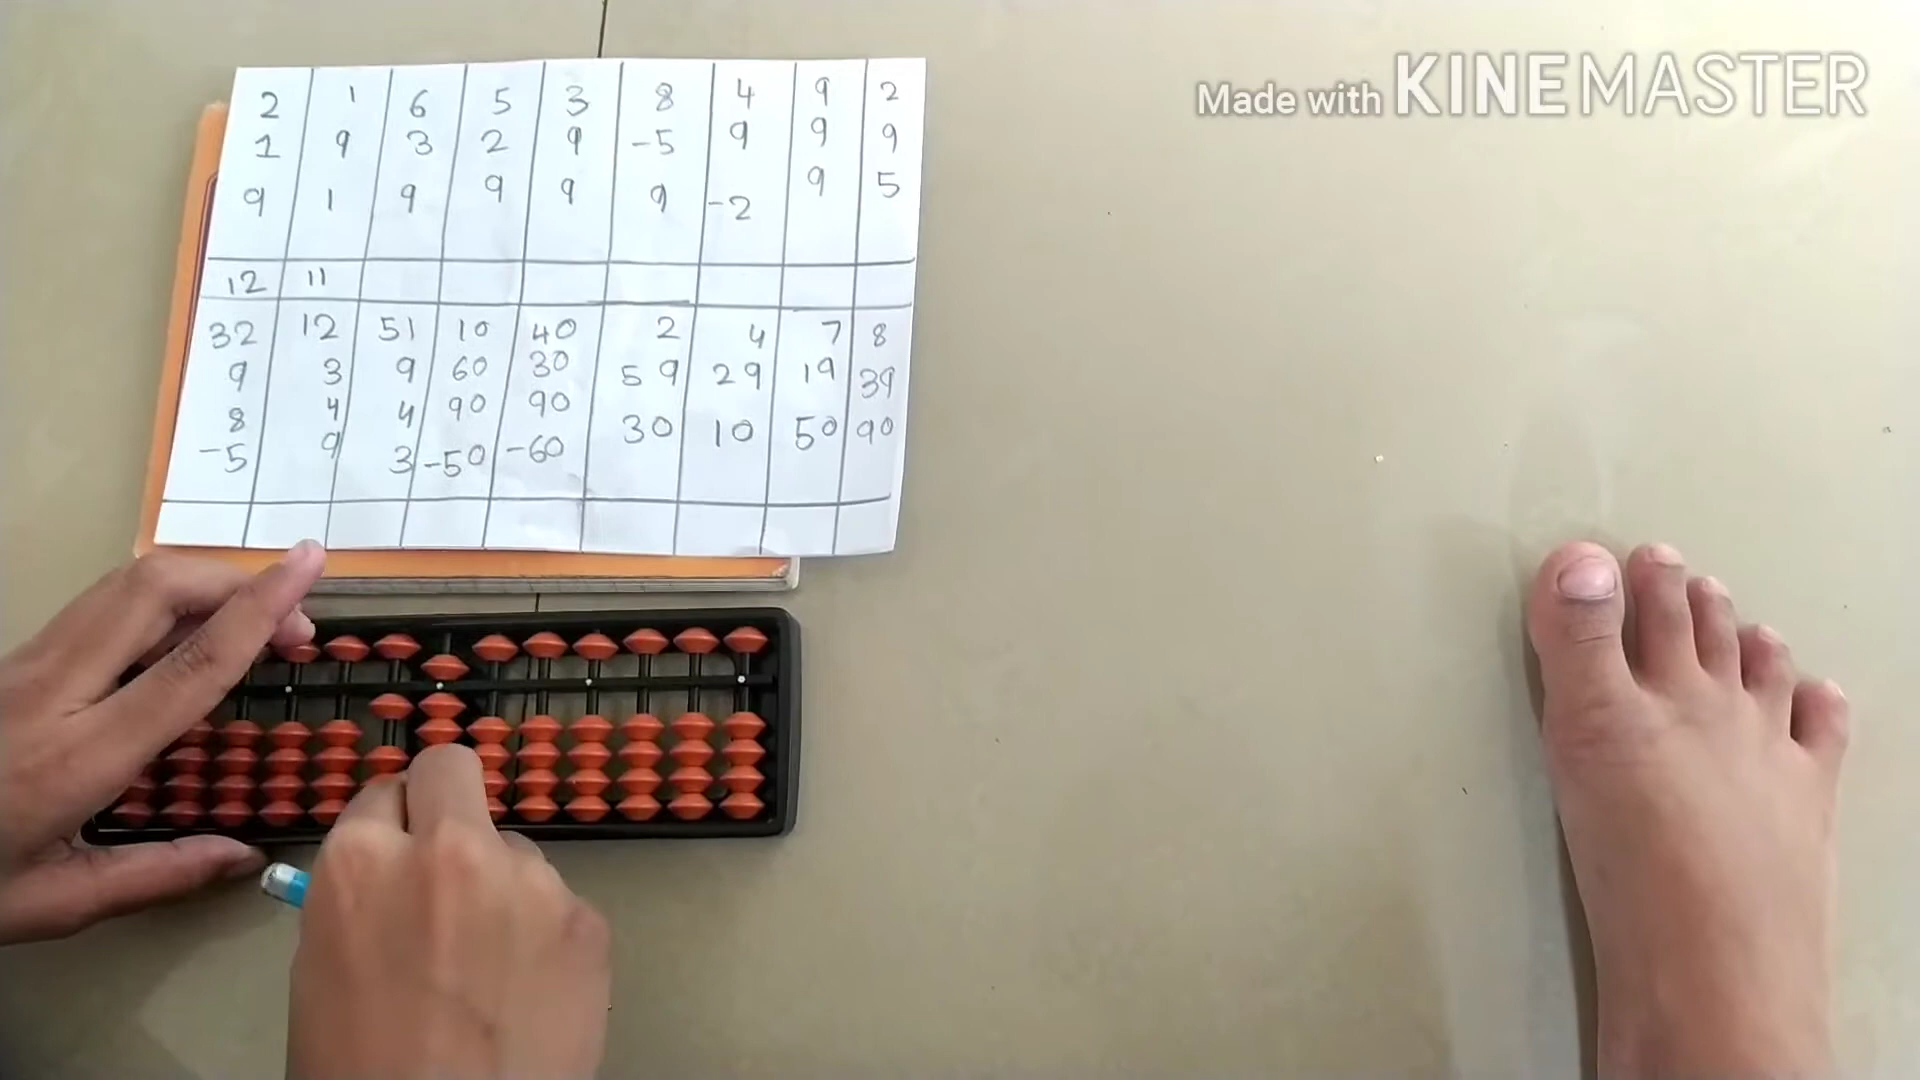 Made with KINEMASTER
2 1 6 5 3 8 4 9 2
1 9 3 2 9 -5 9 9 9
9 1 9 9 9 9 -2 9 5
12 11
32 12 51 10 40 2 4 7 8
9 3 9 60 30 59 29 19 39
8 4 4 90 90 30 10 50 90
-5 9 3 -50 -60